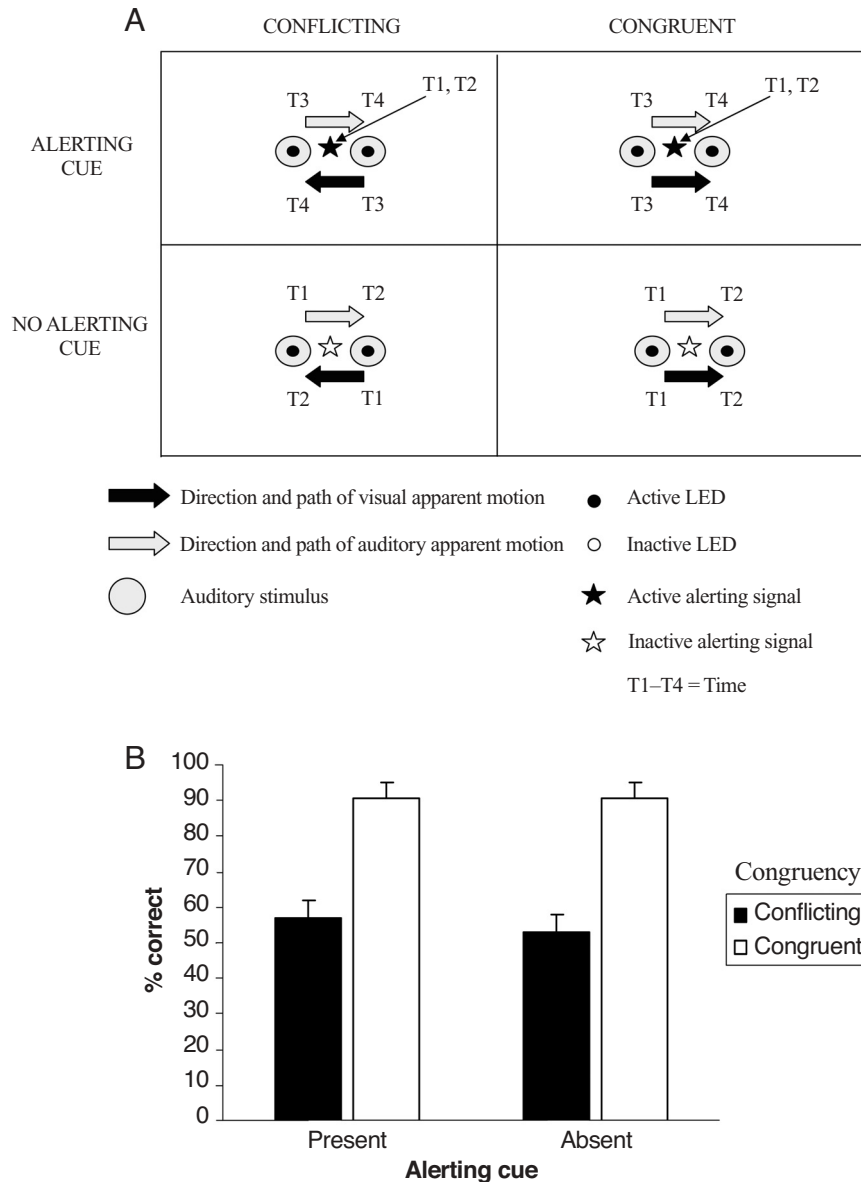 A
CONFLICTING CONGRUENT
ALERTING
CUE
T3 T4 T1, T2
T4 T3
T3 T4 T1, T2
T3 T4
NO ALERTING
CUE
T1 T2
T2 T1
T1 T2
T1 T2
Direction and path of visual apparent motion
Direction and path of auditory apparent motion
Auditory stimulus
Active LED
Inactive LED
Active alerting signal
Inactive alerting signal
T1–T4 = Time
B
100
90
80
70
60
50
40
30
20
10
0
% correct
Present Absent
Alerting cue
Congruency
Conflicting
Congruent